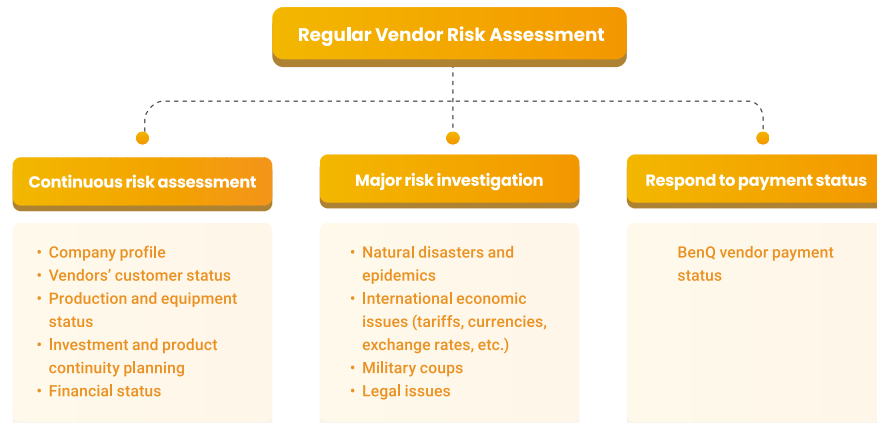 Regular Vendor Risk Assessment
Continuous risk assessment
• Company profile
• Vendors’ customer status
• Production and equipment
status
• Investment and product
continuity planning
• Financial status
Major risk investigation
• Natural disasters and
epidemics
• International economic
issues (tariffs, currencies,
exchange rates, etc.)
• Military coups
• Legal issues
Respond to payment status
BenQ vendor payment
status